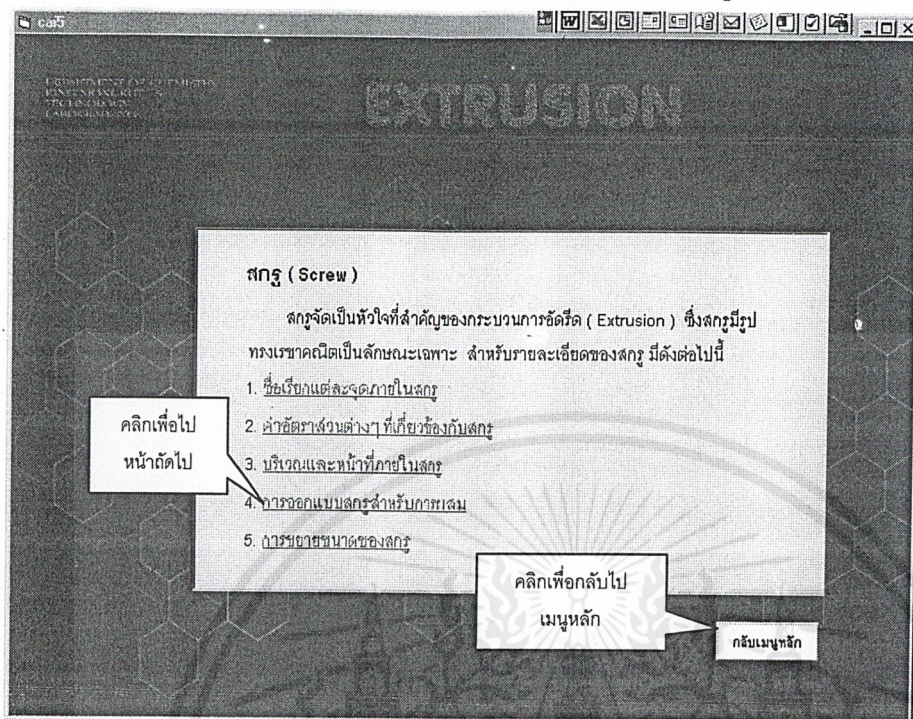 cai5
EXTRUSION
สกรู ( Screw )
สกรูจัดเป็นหัวใจที่สำคัญของกระบวนการอัดรีด ( Extrusion ) ซึ่งสกรูมีรูป
ทรงเรขาคณิตเป็นลักษณะเฉพาะ สำหรับรายละเอียดของสกรู มีดังต่อไปนี้
1. ชื่อเรียกแต่ละจุดภายในสกรู
2. ค่าอัตราส่วนต่างๆ ที่เกี่ยวข้องกับสกรู
3. บริเวณและหน้าที่ภายในสกรู
4. การออกแบบสกรูสำหรับการผสม
5. การขยายขนาดของสกรู
คลิกเพื่อไป
หน้าถัดไป
คลิกเพื่อกลับไป
เมนูหลัก
กลับเมนูหลัก